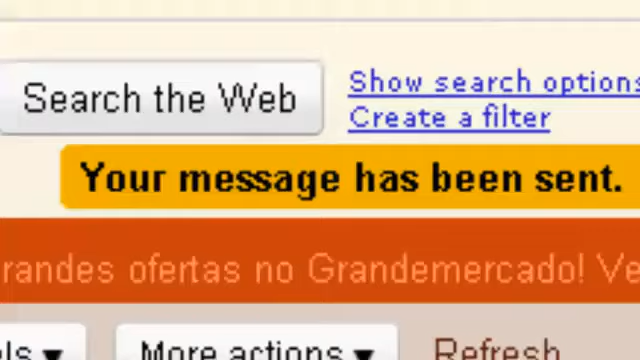 Search the Web
Show search options
Create a filter
Your message has been sent.
randes ofertas no Grandemercado! Ve
els ▾ More actions ▾ Refresh